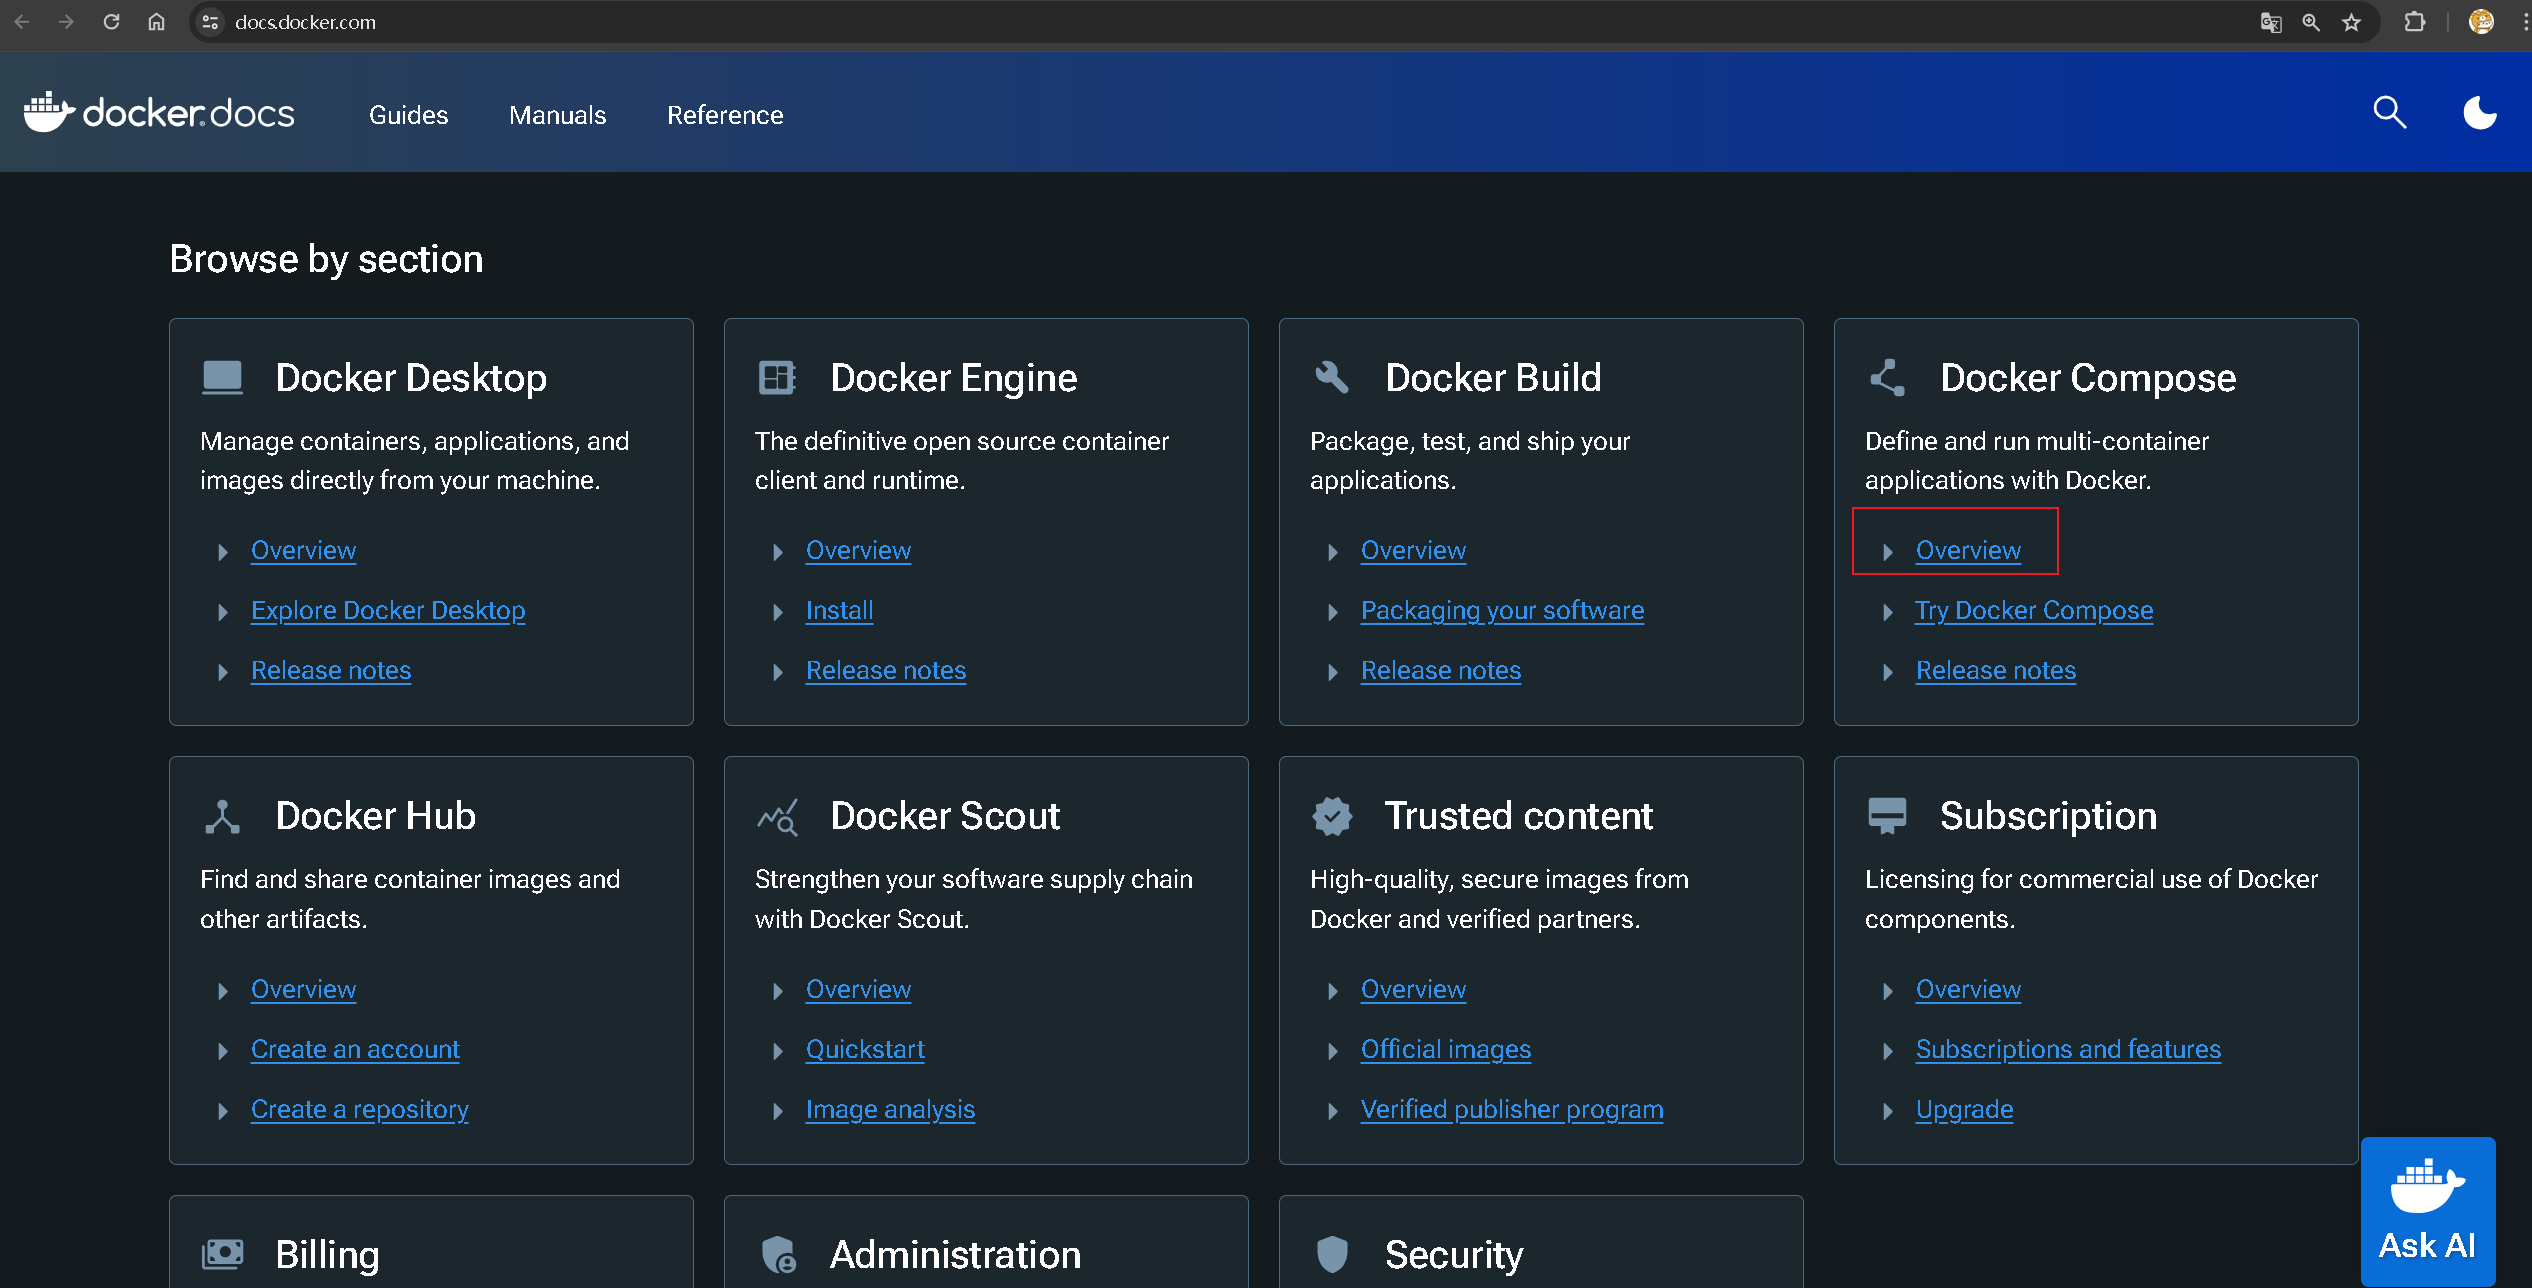 docs.docker.com
docker.docs
Guides
Manuals
Reference
Browse by section
Docker Desktop
Manage containers, applications, and
images directly from your machine.
Overview
Explore Docker Desktop
Release notes
Docker Engine
The definitive open source container
client and runtime.
Overview
Install
Release notes
Docker Build
Package, test, and ship your
applications.
Overview
Packaging your software
Release notes
Docker Compose
Define and run multi-container
applications with Docker.
Overview
Try Docker Compose
Release notes
Docker Hub
Find and share container images and
other artifacts.
Overview
Create an account
Create a repository
Docker Scout
Strengthen your software supply chain
with Docker Scout.
Overview
Quickstart
Image analysis
Trusted content
High-quality, secure images from
Docker and verified partners.
Overview
Official images
Verified publisher program
Subscription
Licensing for commercial use of Docker
components.
Overview
Subscriptions and features
Upgrade
Billing
Administration
Security
Ask AI